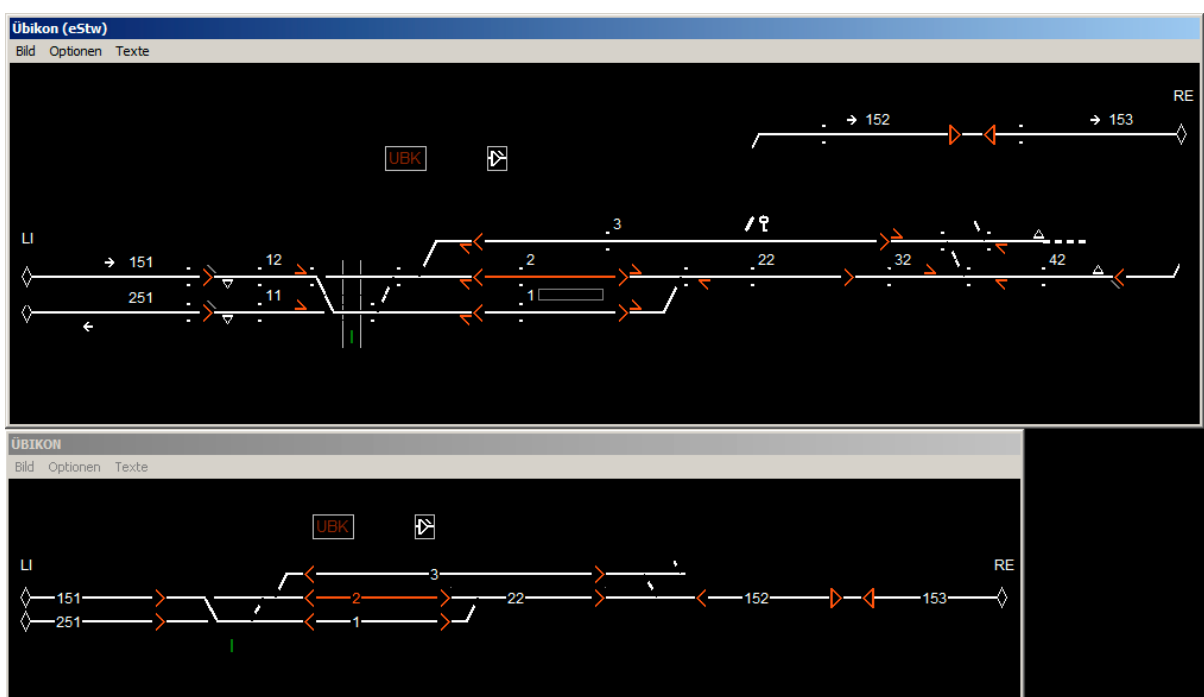 Übikon (eStw)
Bild Optionen Texte
RE
152 153
UBK
3
LI
151 12 2 22 32 42
251 11 1
ÜBIKON
Bild Optionen Texte
UBK
LI RE
3
151 2 22 152 153
251 1